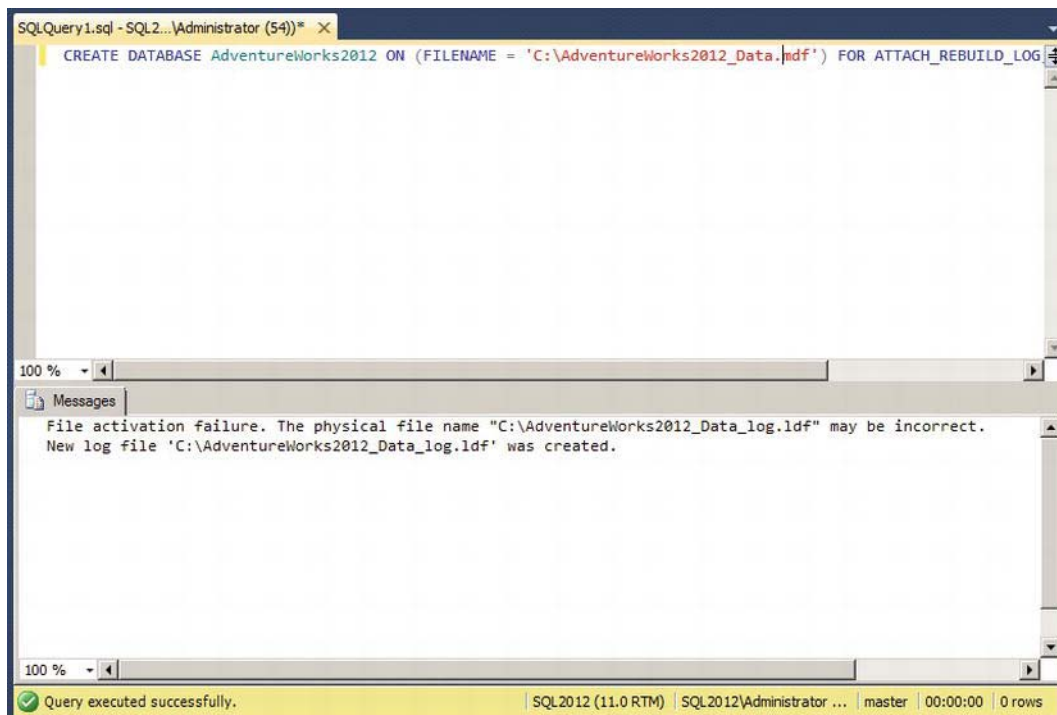 SQLQuery1.sql - SQL2...\Administrator (54))* X
CREATE DATABASE AdventureWorks2012 ON (FILENAME = 'C:\AdventureWorks2012_Data.mdf') FOR ATTACH_REBUILD_LOG
100 %
Messages
File activation failure. The physical file name "C:\AdventureWorks2012_Data_log.ldf" may be incorrect.
New log file 'C:\AdventureWorks2012_Data_log.ldf' was created.
100 %
Query executed successfully. SQL2012 (11.0 RTM) SQL2012\Administrator ... master 00:00:00 0 rows